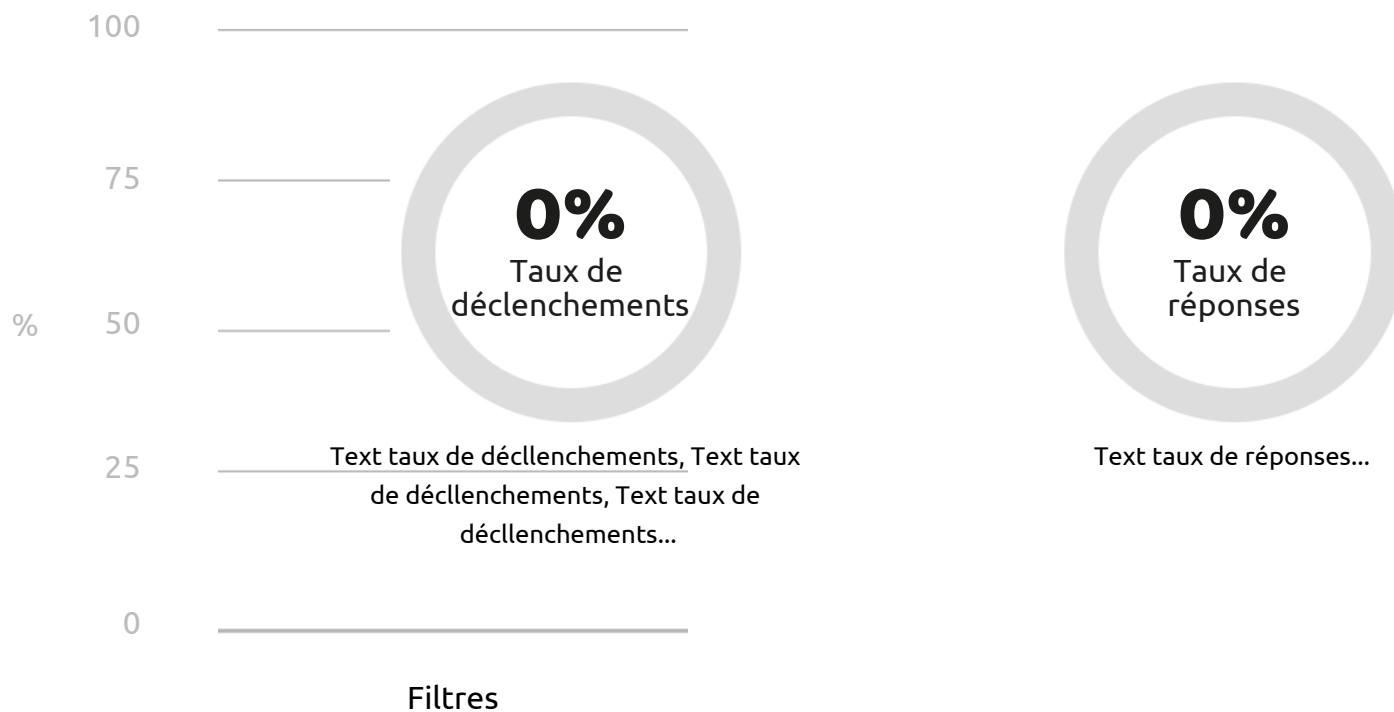 100
75
%
50
25
0
0%
Taux de
déclenchements
Text taux de décllenchements, Text taux
de décllenchements, Text taux de
décllenchements...
0%
Taux de
réponses
Text taux de réponses...
Filtres